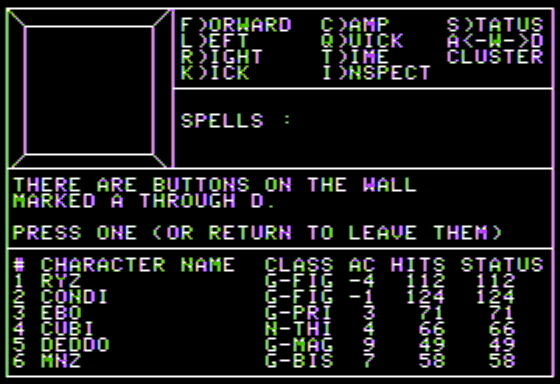 F)ORWARD C)AMP S)TATUS
L)EFT Q)UICK A<-W->D
R)IGHT T)IME CLUSTER
K)ICK I)NSPECT
SPELLS :
THERE ARE BUTTONS ON THE WALL
MARKED A THROUGH D.
PRESS ONE (OR RETURN TO LEAVE THEM)
# CHARACTER NAME CLASS AC HITS STATUS
1 RYZ G-FIG -4 112 112
2 CONDI G-FIG -1 124 124
3 EBO G-PRI 3 71 71
4 CUBI N-THI 4 66 66
5 DEDDO G-MAG 9 49 49
6 MNZ G-BIS 7 58 58